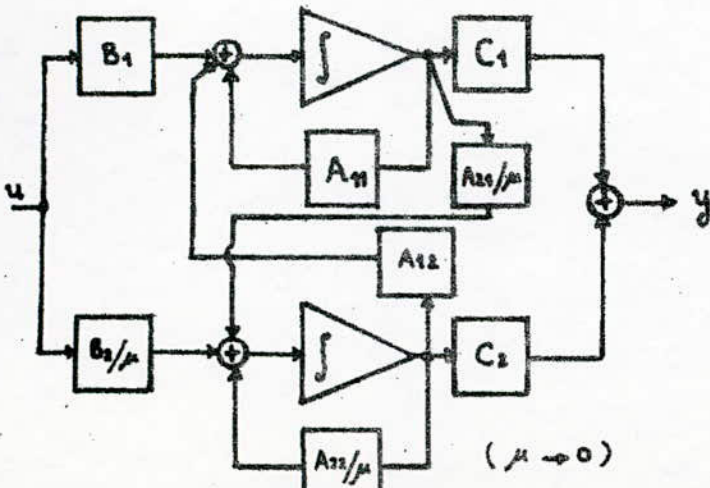 B1
+
∫
C1
A11
A21/μ
u
+
y
A12
B2/μ
+
∫
C2
A22/μ
(μ → 0)